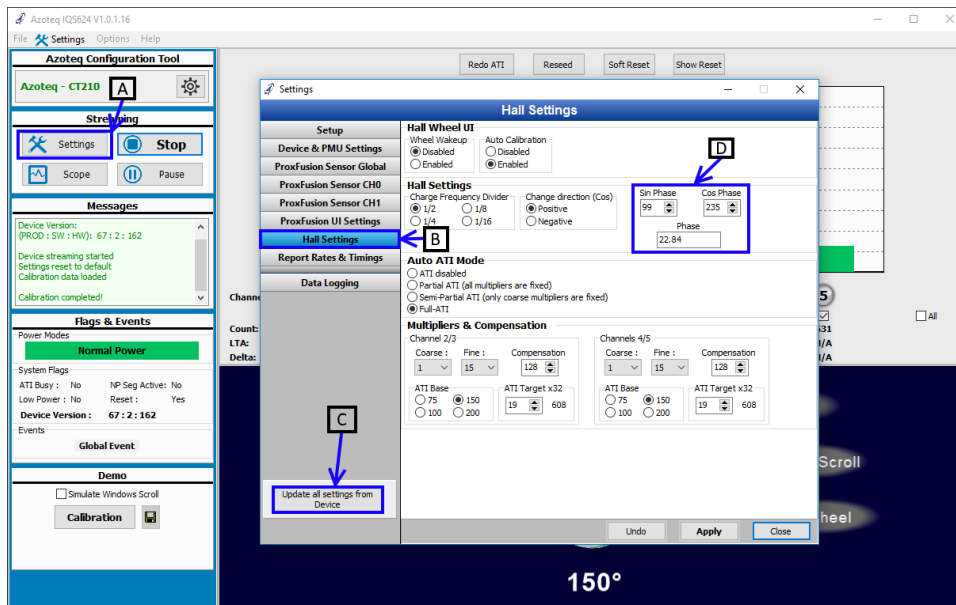 Azoteq IQS624 V1.0.1.16
File Settings Options Help
Azoteq Configuration Tool
Azoteq - CT210
A
Streaming
Settings
Stop
Scope
Pause
Messages
Device Version:
(PROD : SW : HW): 67 : 2 : 162
Device streaming started
Settings reset to default
Calibration data loaded
Calibration completed!
Flags & Events
Power Modes
Normal Power
System Flags
ATI Busy : No NP Seg Active: No
Low Power : No Reset : Yes
Device Version : 67 : 2 : 162
Events
Global Event
Demo
Simulate Windows Scroll
Calibration
Redo ATI Reseed Soft Reset Show Reset
Settings
Hall Settings
Setup
Device & PMU Settings
ProxFusion Sensor Global
ProxFusion Sensor CH0
ProxFusion Sensor CH1
ProxFusion UI Settings
Hall Settings
B
Report Rates & Timings
Data Logging
C
Update all settings from
Device
Hall Wheel UI
Wheel Wakeup Auto Calibration
Disabled Disabled
Enabled Enabled
D
Hall Settings
Charge Frequency Divider Change direction (Cos)
1/2 1/8 Positive
1/4 1/16 Negative
Sin Phase Cos Phase
99 235
Phase
22.84
Auto ATI Mode
ATI disabled
Partial ATI (all multipliers are fixed)
Semi-Partial ATI (only coarse multipliers are fixed)
Full-ATI
Multipliers & Compensation
Channel 2/3 Channels 4/5
Coarse : Fine : Compensation Coarse : Fine : Compensation
1 15 128 1 15 128
ATI Base ATI Target x32 ATI Base ATI Target x32
75 150 19 608 75 150 19 608
100 200 100 200
Undo Apply Close
Count:
LTA:
Delta:
5
All
Scroll
150°